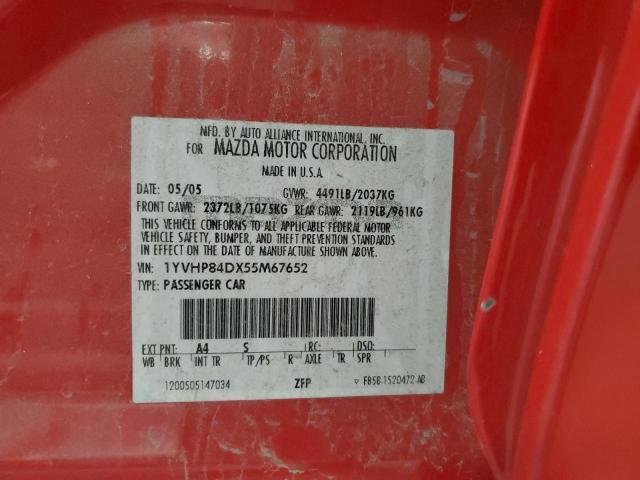 MFD. BY AUTO ALLIANCE INTERNATIONAL, INC.
FOR MAZDA MOTOR CORPORATION
MADE IN U.S.A
DATE: 05/05 GVWR: 4491LB/2037KG
FRONT GAWR: 2372LB/1075KG REAR GAWR: 2119LB/961KG
THIS VEHICLE CONFORMS TO ALL APPLICABLE FEDERAL MOTOR
VEHICLE SAFETY, BUMPER, AND THEFT PREVENTION STANDARDS
IN EFFECT ON THE DATE OF MANUFACTURE SHOWN ABOVE.
VIN: 1YVHP84DX55M67652
TYPE: PASSENGER CAR
EXT PNT: A4 S RC: DSO:
WB BRK INT TR TP/PS R AXLE TR SPR
1200505147034 ZFP ▽ FB5B-1520472-AB